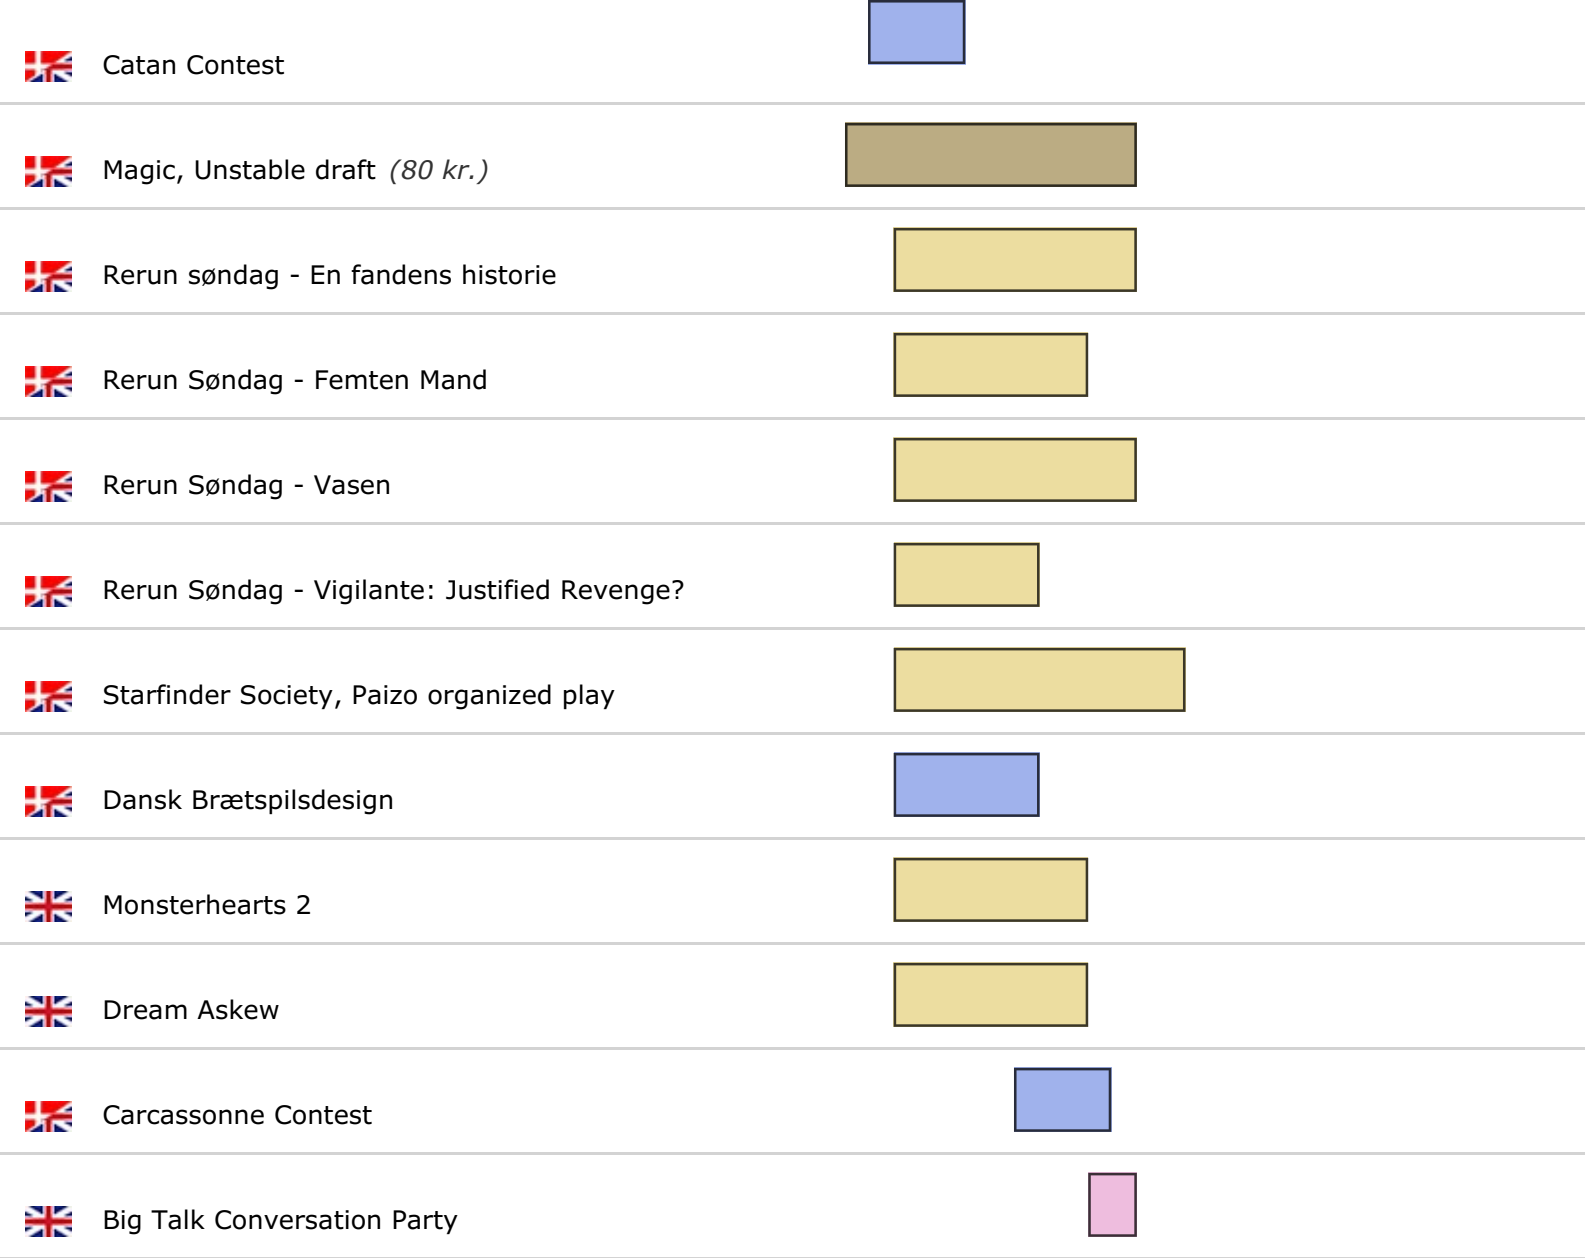 Catan Contest
Magic, Unstable draft (80 kr.)
Rerun søndag - En fandens historie
Rerun Søndag - Femten Mand
Rerun Søndag - Vasen
Rerun Søndag - Vigilante: Justified Revenge?
Starfinder Society, Paizo organized play
Dansk Brætspilsdesign
Monsterhearts 2
Dream Askew
Carcassonne Contest
Big Talk Conversation Party